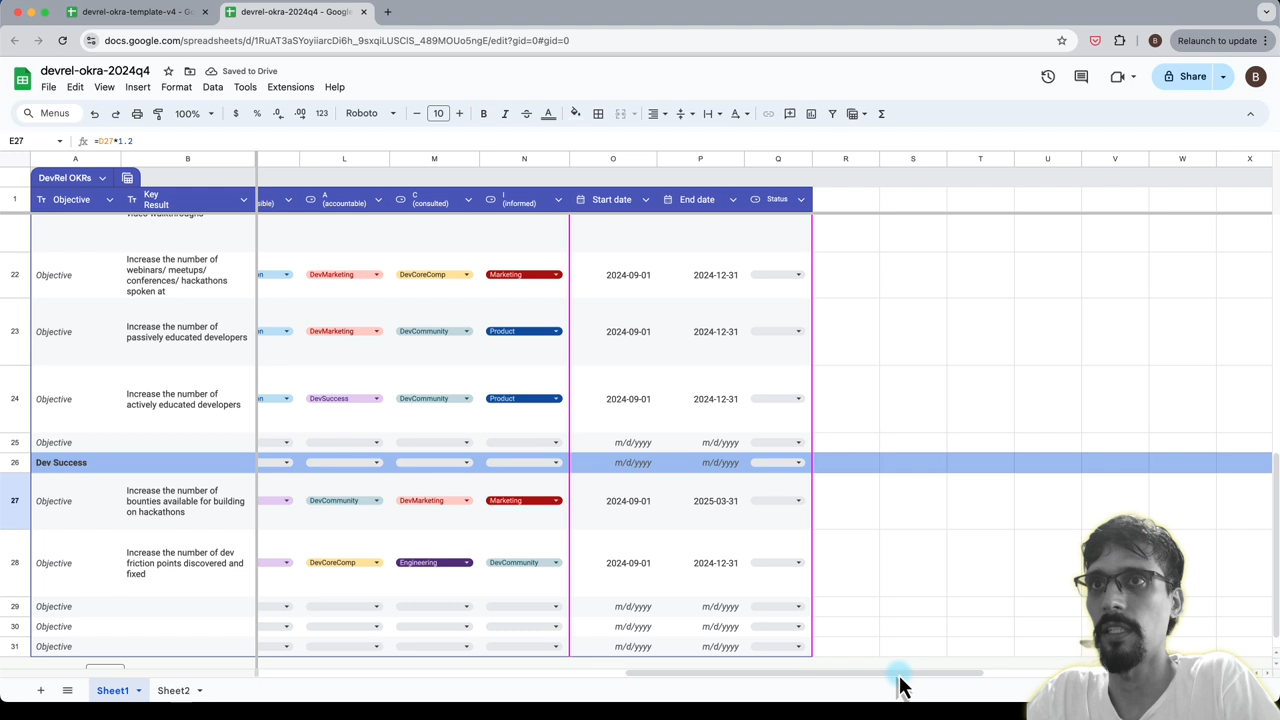 devrel-okra-template-v4 - Goog
devrel-okra-2024q4 - Google
docs.google.com/spreadsheets/d/1RuAT3aSYoyiiarcDi6h_9sxqiLUSCIS_489MOUo5ngE/edit?gid=0#gid=0
B
Relaunch to update
devrel-okra-2024q4
Saved to Drive
File Edit View Insert Format Data Tools Extensions Help
Share
B
Menus
100%
$ % .0 .00 123
Roboto
10
B I A
E27
=D27*1.2
A B L M N O P Q R S T U V W X
DevRel OKRs
1
Objective
Key
Result
sible)
A
(accountable)
C
(consulted)
I
(informed)
Start date
End date
Status
video walkthroughs
22
Objective
Increase the number of
webinars/ meetups/
conferences/ hackathons
spoken at
on
DevMarketing
DevCoreComp
Marketing
2024-09-01
2024-12-31
23
Objective
Increase the number of
passively educated developers
on
DevMarketing
DevCommunity
Product
2024-09-01
2024-12-31
24
Objective
Increase the number of
actively educated developers
on
DevSuccess
DevCommunity
Product
2024-09-01
2024-12-31
25
Objective
m/d/yyyy
m/d/yyyy
26
Dev Success
m/d/yyyy
m/d/yyyy
27
Objective
Increase the number of
bounties available for building
on hackathons
DevCommunity
DevMarketing
Marketing
2024-09-01
2025-03-31
28
Objective
Increase the number of dev
friction points discovered and
fixed
DevCoreComp
Engineering
DevCommunity
2024-09-01
2024-12-31
29
Objective
m/d/yyyy
m/d/yyyy
30
Objective
m/d/yyyy
m/d/yyyy
31
Objective
m/d/yyyy
m/d/yyyy
Sheet1
Sheet2